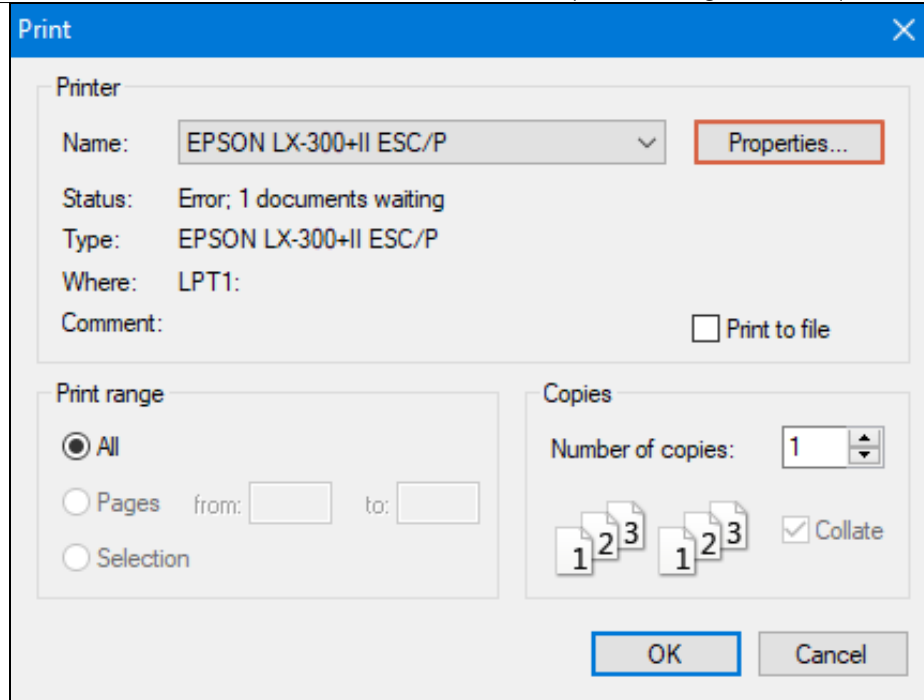 Print
Printer
Name: EPSON LX-300+II ESC/P Properties...
Status: Error; 1 documents waiting
Type: EPSON LX-300+II ESC/P
Where: LPT1:
Comment: Print to file
Print range
All
Pages from: to:
Selection
Copies
Number of copies: 1
1 2 3 1 2 3 Collate
OK Cancel